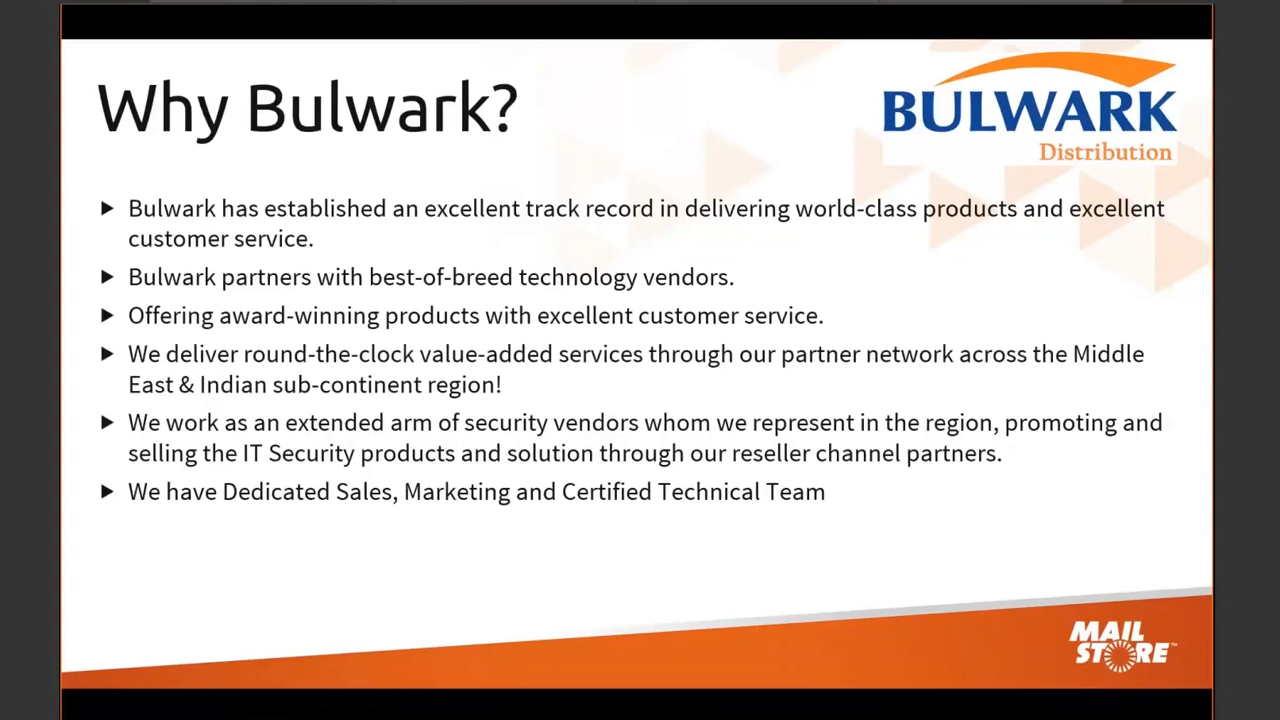 Why Bulwark?
BULWARK
Distribution
Bulwark has established an excellent track record in delivering world-class products and excellent
customer service.
Bulwark partners with best-of-breed technology vendors.
Offering award-winning products with excellent customer service.
We deliver round-the-clock value-added services through our partner network across the Middle
East & Indian sub-continent region!
We work as an extended arm of security vendors whom we represent in the region, promoting and
selling the IT Security products and solution through our reseller channel partners.
We have Dedicated Sales, Marketing and Certified Technical Team
MAIL
STORE™